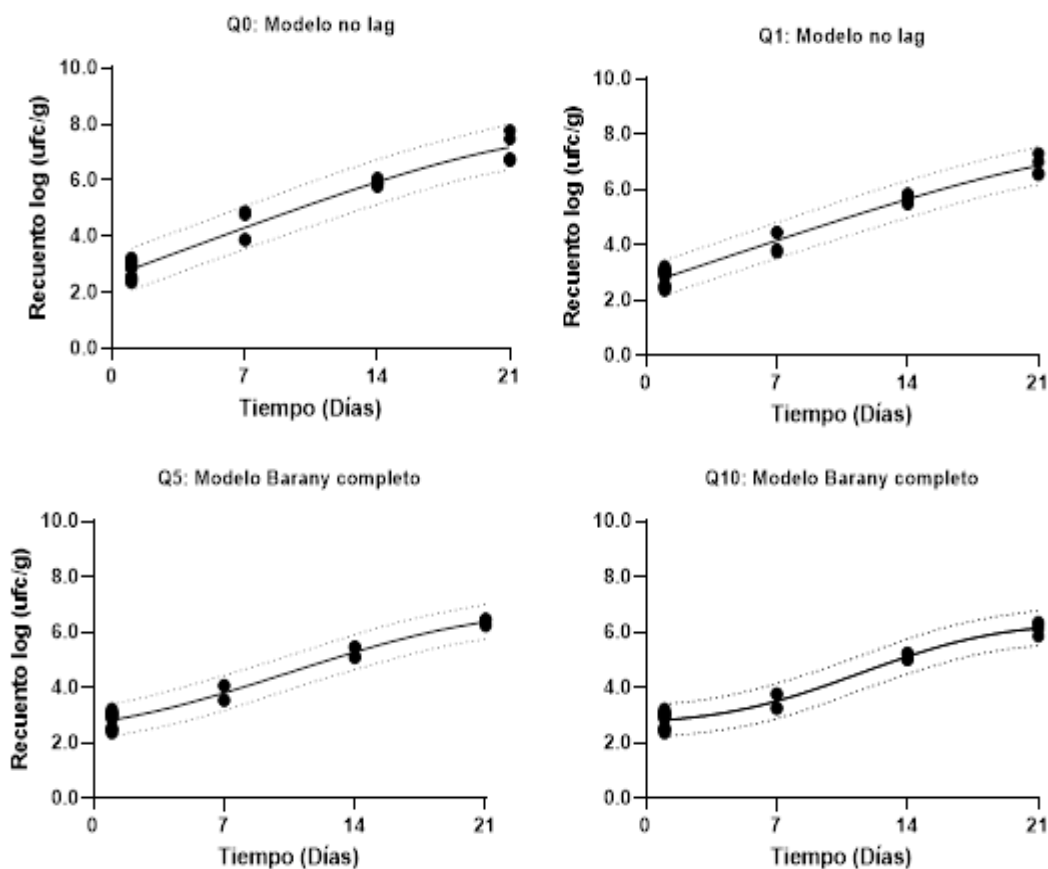 Q0: Modelo no lag
10.0
8.0
6.0
4.0
2.0
0.0
Recuento log (ufc/g)
0 7 14 21
Tiempo (Días)
Q1: Modelo no lag
10.0
8.0
6.0
4.0
2.0
0.0
Recuento log (ufc/g)
0 7 14 21
Tiempo (Días)
Q5: Modelo Barany completo
10.0
8.0
6.0
4.0
2.0
0.0
Recuento log (ufc/g)
0 7 14 21
Tiempo (Días)
Q10: Modelo Barany completo
10.0
8.0
6.0
4.0
2.0
0.0
0 7 14 21
Tiempo (Días)